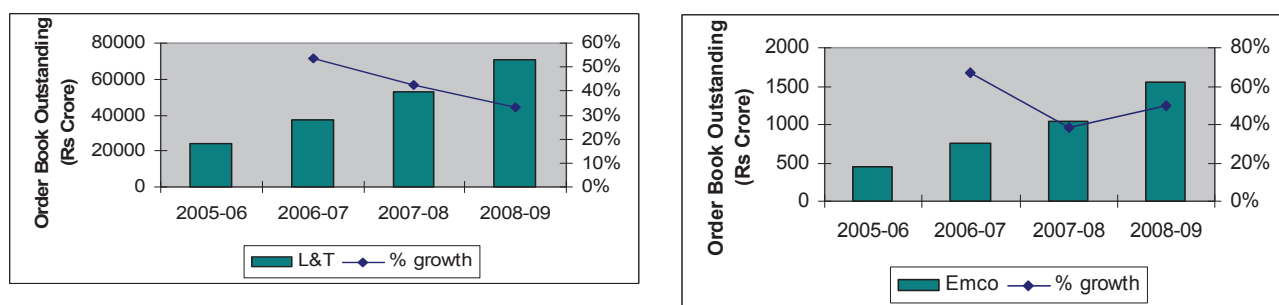 Order Book Outstanding
(Rs Crore)
80000
60000
40000
20000
0
60%
50%
40%
30%
20%
10%
0%
2005-06 2006-07 2007-08 2008-09
L&T % growth
Order Book Outstanding
(Rs Crore)
2000
1500
1000
500
0
80%
60%
40%
20%
0%
2005-06 2006-07 2007-08 2008-09
Emco % growth